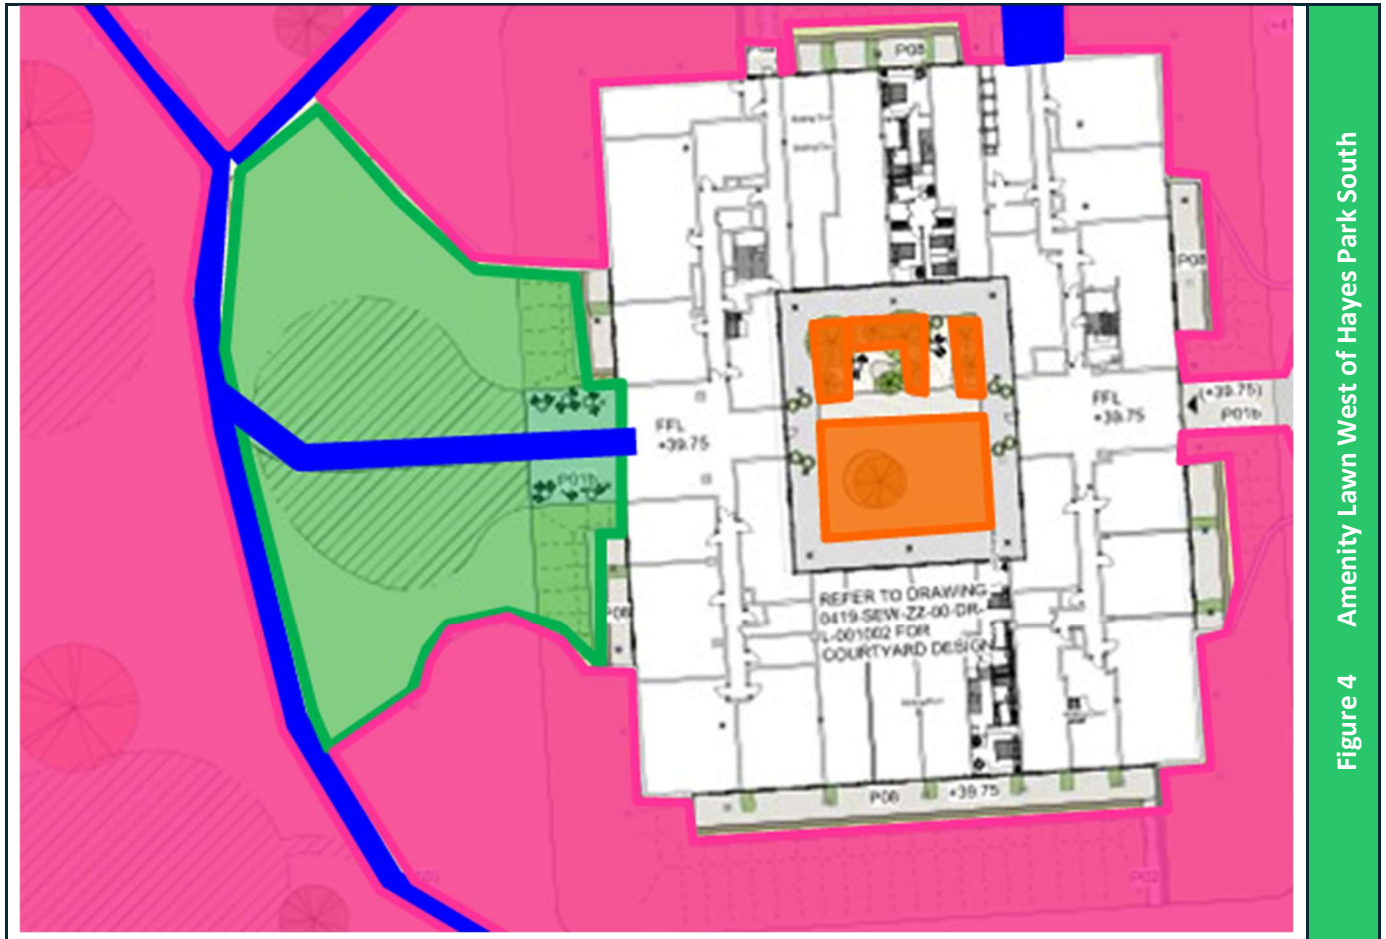 P08
P08
FFL
+39.75
FFL
+39.75
(+39.75)
P01b
P01b
P08
REFER TO DRAWING
0419-SEW-ZZ-00-DR-
L-001002 FOR
COURTYARD DESIGN
P08
+39.75
P02
Figure 4 Amenity Lawn West of Hayes Park South